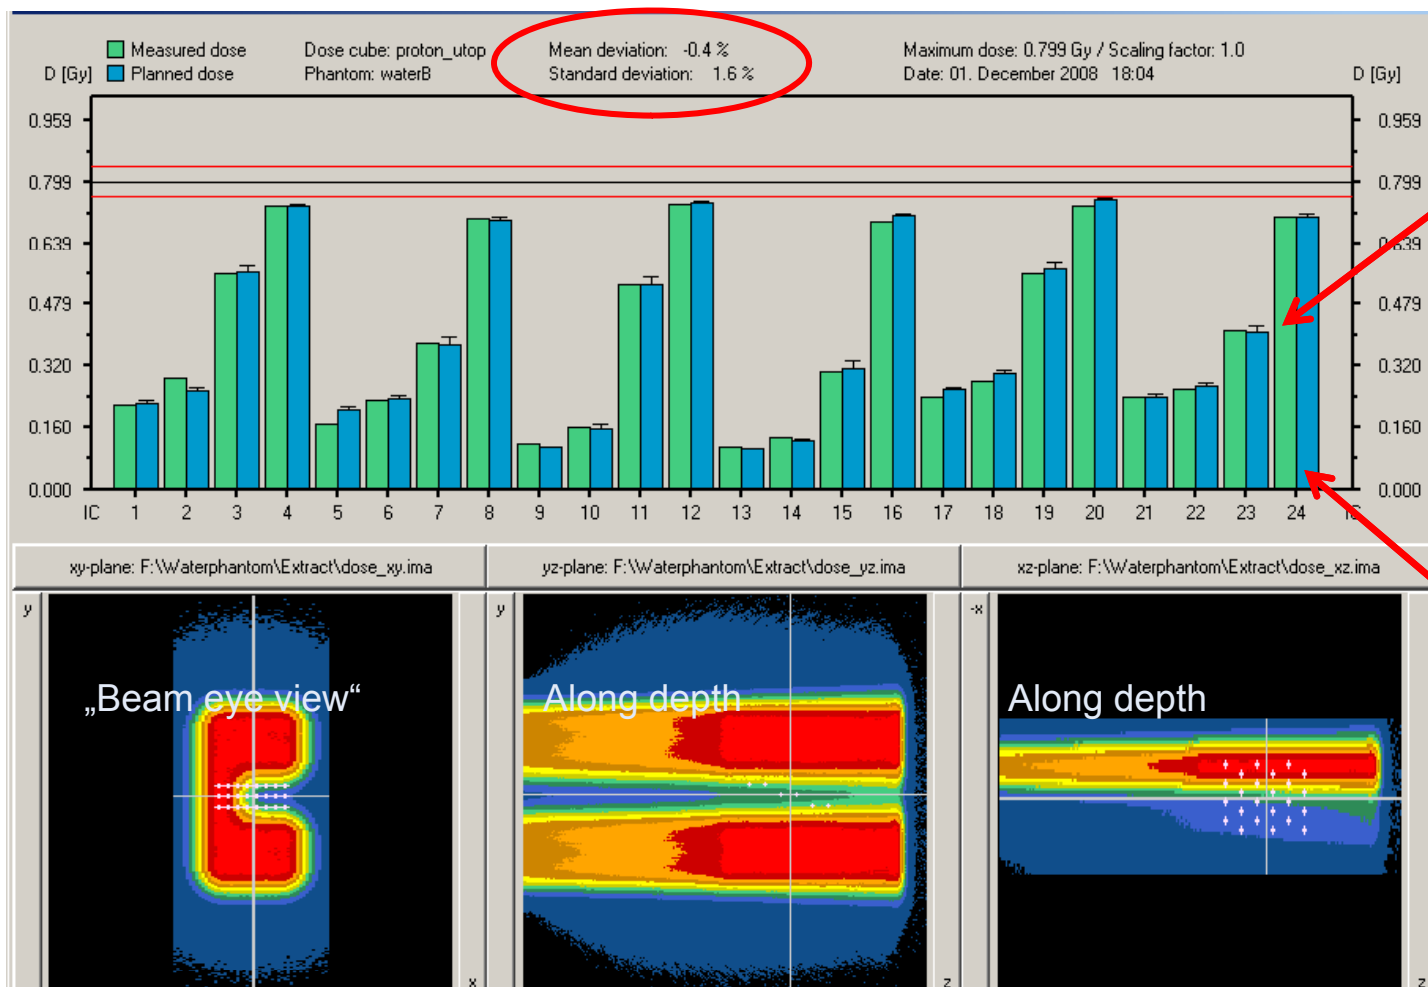 Measured dose Dose cube: proton_utop Mean deviation: -0.4 % Maximum dose: 0.799 Gy / Scaling factor: 1.0
D [Gy] Planned dose Phantom: waterB Standard deviation: 1.6 % Date: 01. December 2008 18:04 D [Gy]
0.959 0.959
0.799 0.799
0.639 0.639
0.479 0.479
0.320 0.320
0.160 0.160
0.000 0.000
IC 1 2 3 4 5 6 7 8 9 10 11 12 13 14 15 16 17 18 19 20 21 22 23 24 IC
xy-plane: F:\Waterphantom\Extract\dose_xy.ima yz-plane: F:\Waterphantom\Extract\dose_yz.ima xz-plane: F:\Waterphantom\Extract\dose_xz.ima
y y -x
„Beam eye view“ Along depth Along depth
x z z